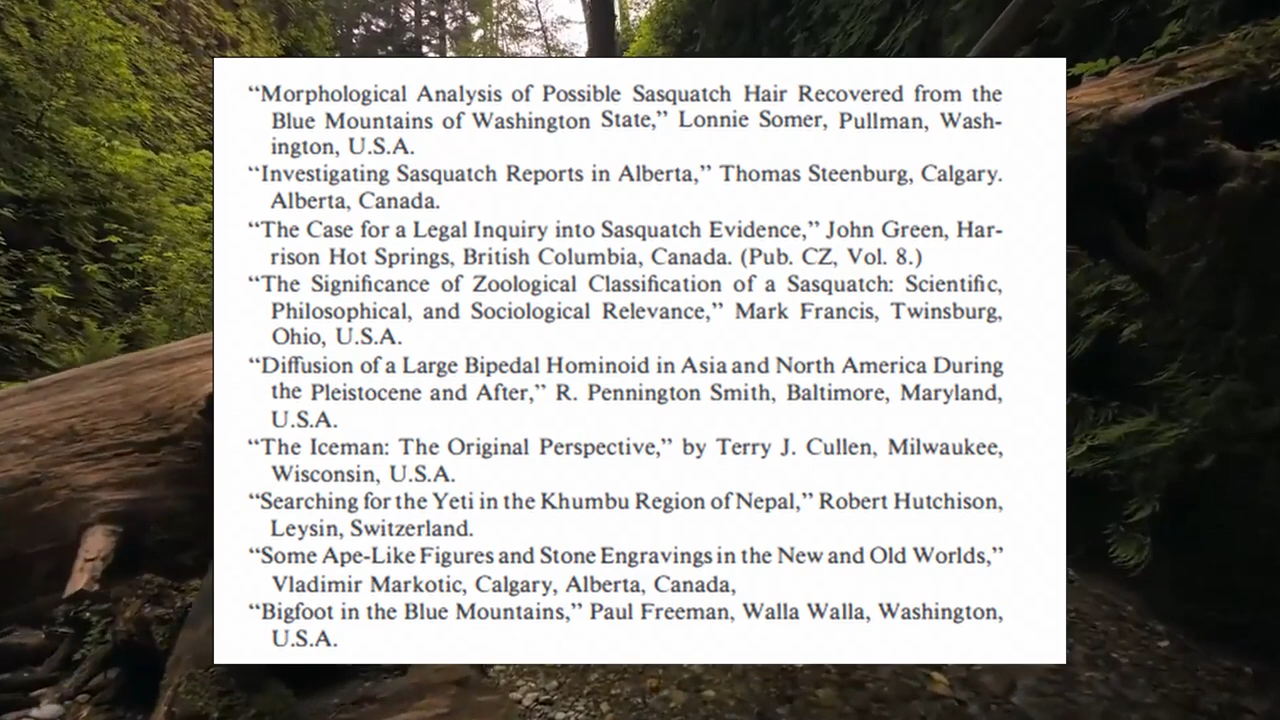 “Morphological Analysis of Possible Sasquatch Hair Recovered from the
Blue Mountains of Washington State,” Lonnie Somer, Pullman, Wash-
ington, U.S.A.
“Investigating Sasquatch Reports in Alberta,” Thomas Steenburg, Calgary.
Alberta, Canada.
“The Case for a Legal Inquiry into Sasquatch Evidence,” John Green, Har-
rison Hot Springs, British Columbia, Canada. (Pub. CZ, Vol. 8.)
“The Significance of Zoological Classification of a Sasquatch: Scientific,
Philosophical, and Sociological Relevance,” Mark Francis, Twinsburg,
Ohio, U.S.A.
“Diffusion of a Large Bipedal Hominoid in Asia and North America During
the Pleistocene and After,” R. Pennington Smith, Baltimore, Maryland,
U.S.A.
“The Iceman: The Original Perspective,” by Terry J. Cullen, Milwaukee,
Wisconsin, U.S.A.
“Searching for the Yeti in the Khumbu Region of Nepal,” Robert Hutchison,
Leysin, Switzerland.
“Some Ape-Like Figures and Stone Engravings in the New and Old Worlds,”
Vladimir Markotic, Calgary, Alberta, Canada,
“Bigfoot in the Blue Mountains,” Paul Freeman, Walla Walla, Washington,
U.S.A.